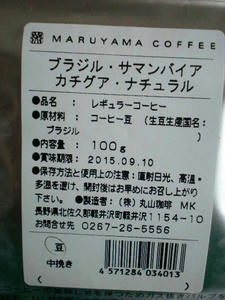 MARUYAMA COFFEE
ブラジル・サマンバイア
カチグア・ナチュラル
●品名： レギュラーコーヒー
●原材料： コーヒー豆 （生豆生産国名：
ブラジル）
●内容量： 100g
●賞味期限： 2015.09.10
●保存方法と使用上の注意：直射日光、高温・
多湿を避け、開封後はお早めにお召し上がり
下さい。 ●製造者：（株）丸山珈琲 MK
長野県北佐久郡軽井沢町軽井沢1154-10
お問合せ先 0267-26-5556
豆
中挽き
4571284034013